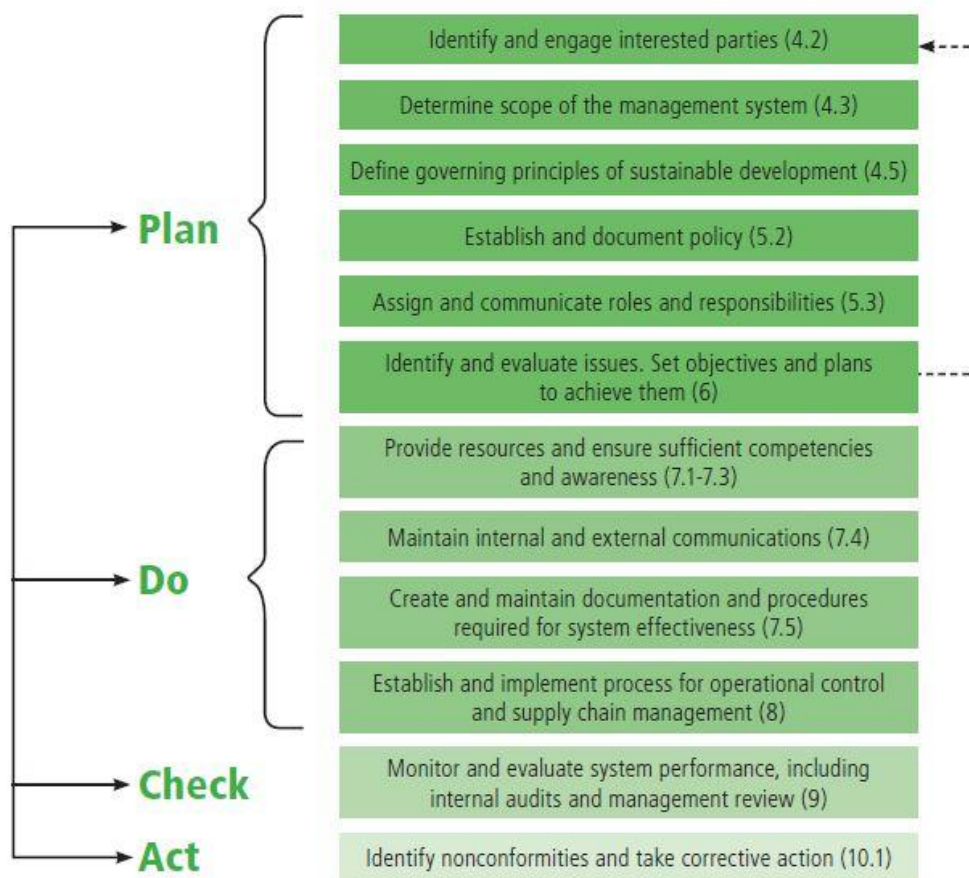 Identify and engage interested parties (4.2)
Determine scope of the management system (4.3)
Define governing principles of sustainable development (4.5)
Plan
Establish and document policy (5.2)
Assign and communicate roles and responsibilities (5.3)
Identify and evaluate issues. Set objectives and plans
to achieve them (6)
Provide resources and ensure sufficient competencies
and awareness (7.1-7.3)
Maintain internal and external communications (7.4)
Do
Create and maintain documentation and procedures
required for system effectiveness (7.5)
Establish and implement process for operational control
and supply chain management (8)
Check
Monitor and evaluate system performance, including
internal audits and management review (9)
Act
Identify nonconformities and take corrective action (10.1)